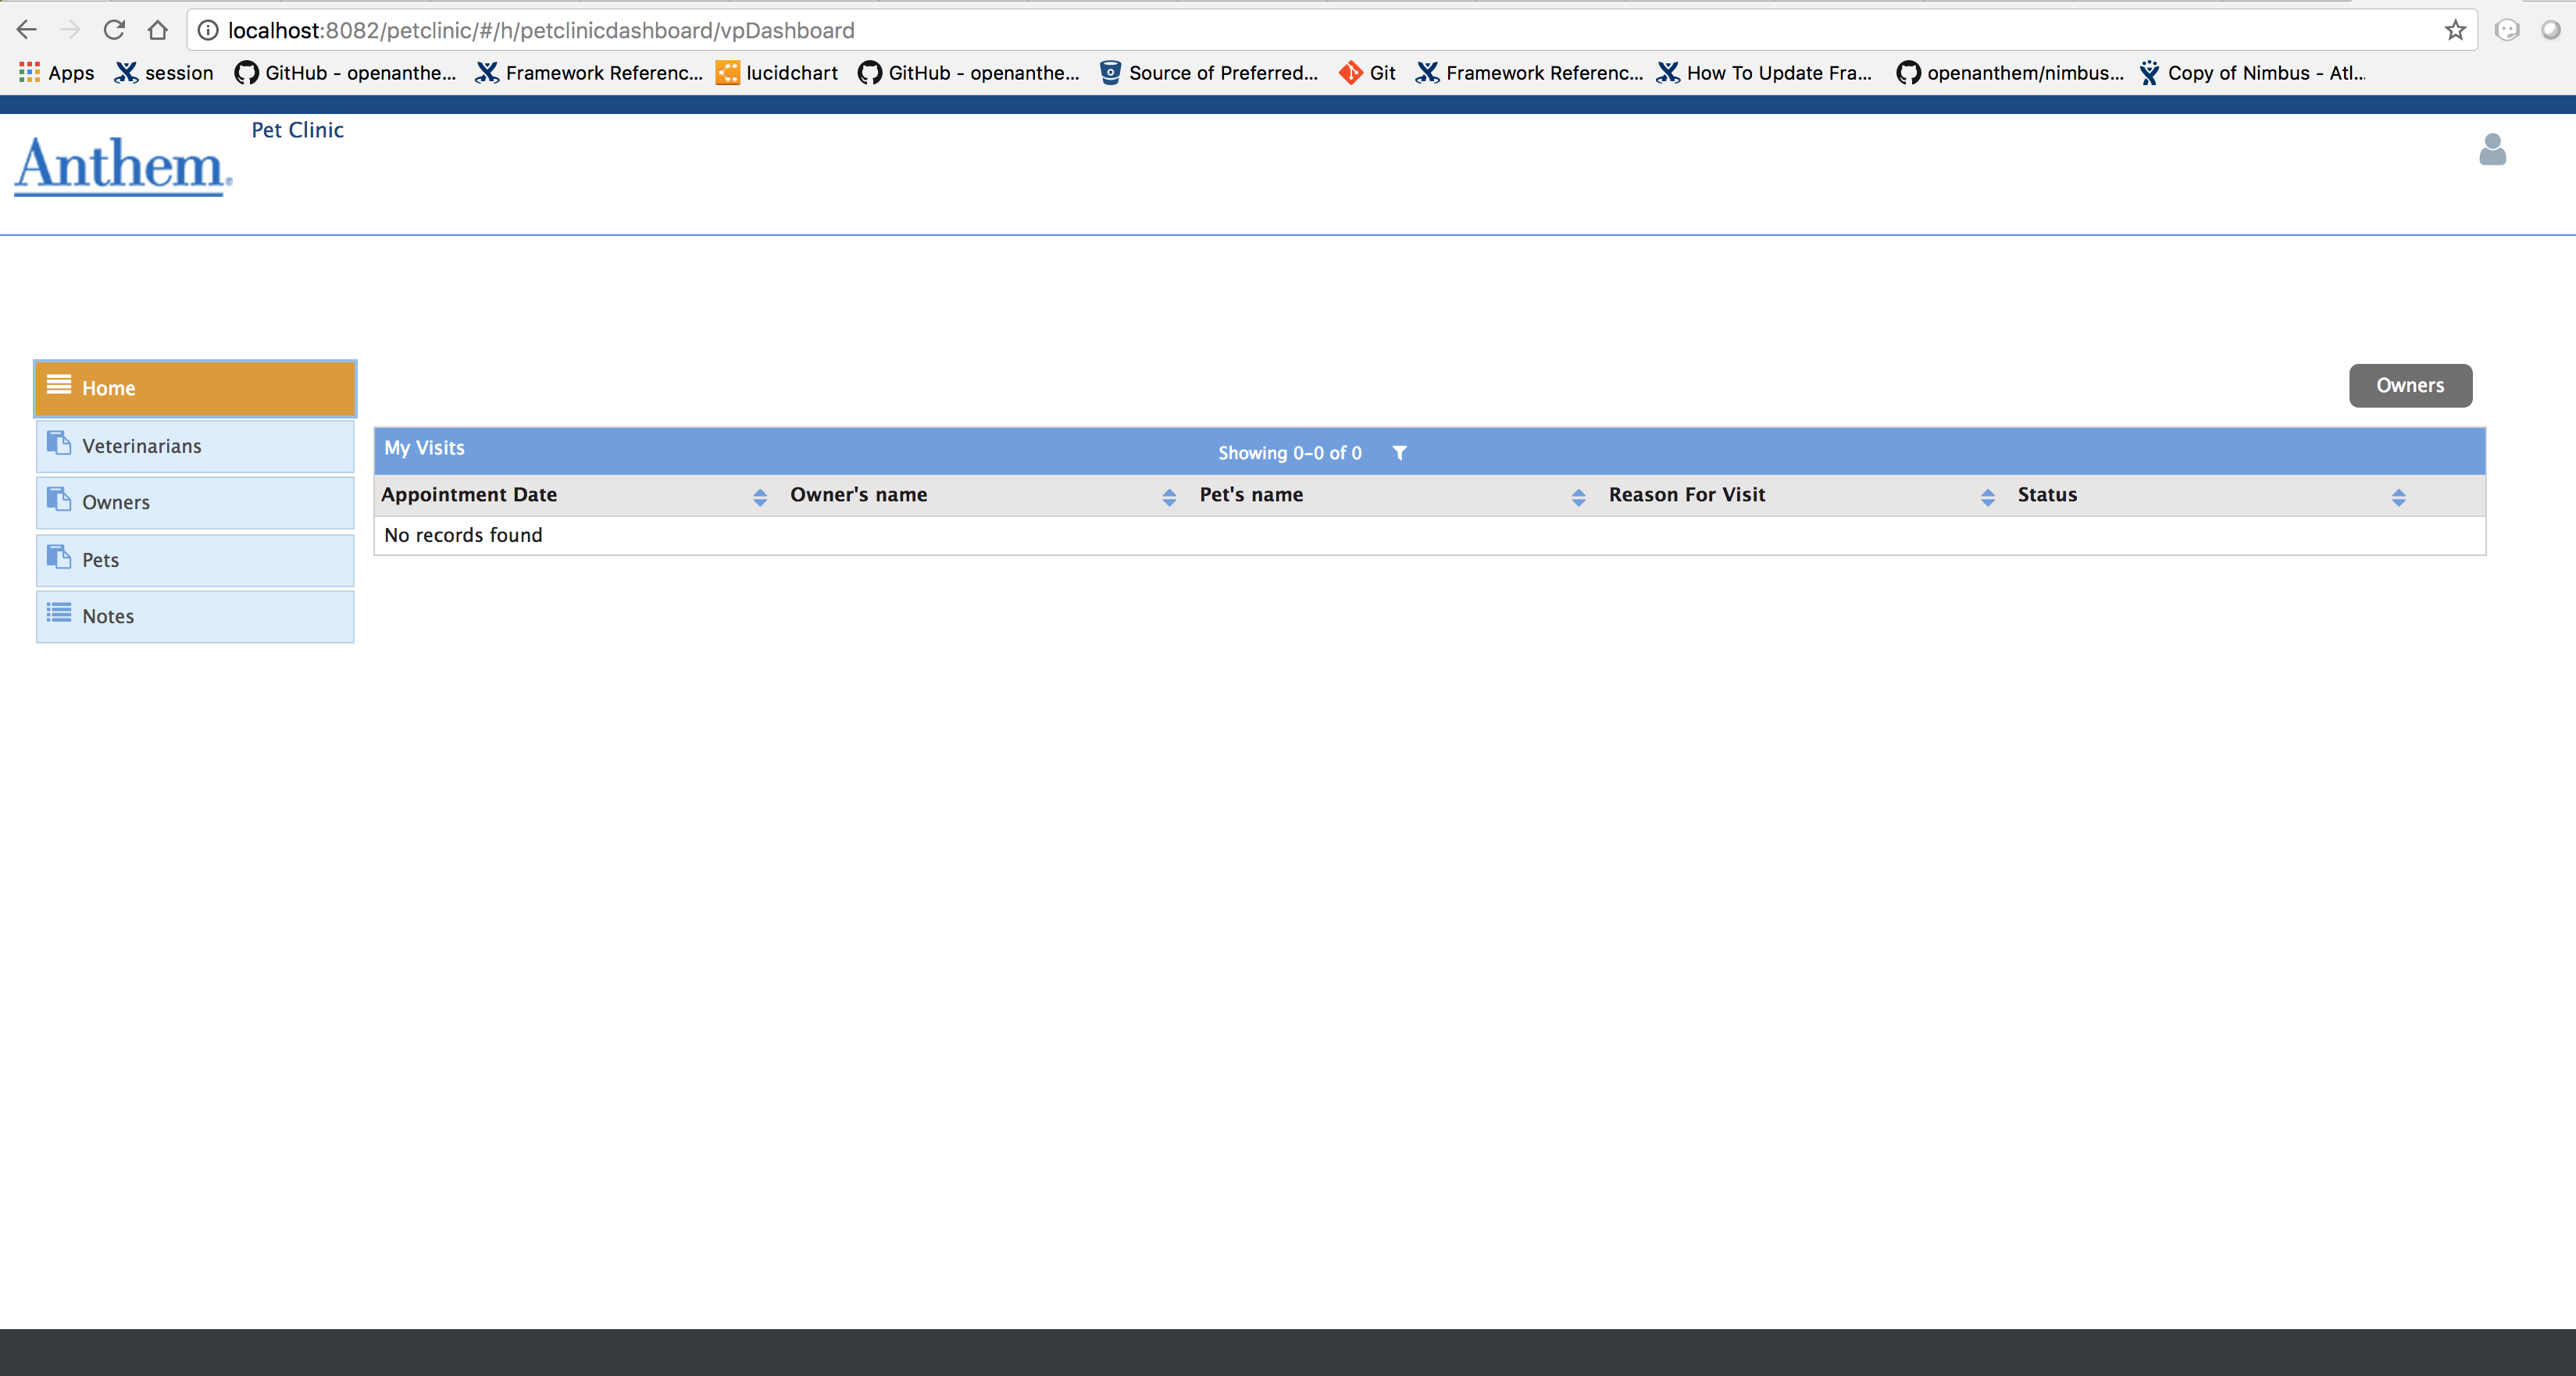 localhost:8082/petclinic/#/h/petclinicdashboard/vpDashboard
Apps session GitHub - openanthe... Framework Referenc... lucidchart GitHub - openanthe... Source of Preferred... Git Framework Referenc... How To Update Fra... openanthem/nimbus... Copy of Nimbus - Atl...
Pet Clinic
Anthem®
Home
Veterinarians
Owners
Pets
Notes
Owners
My Visits Showing 0-0 of 0
Appointment Date Owner's name Pet's name Reason For Visit Status
No records found